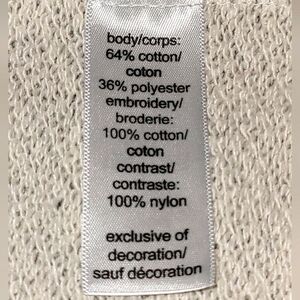 body/corps:
64% cotton/
coton
36% polyester
embroidery/
broderie:
100% cotton/
coton
contrast/
contraste:
100% nylon
exclusive of
decoration/
sauf décoration